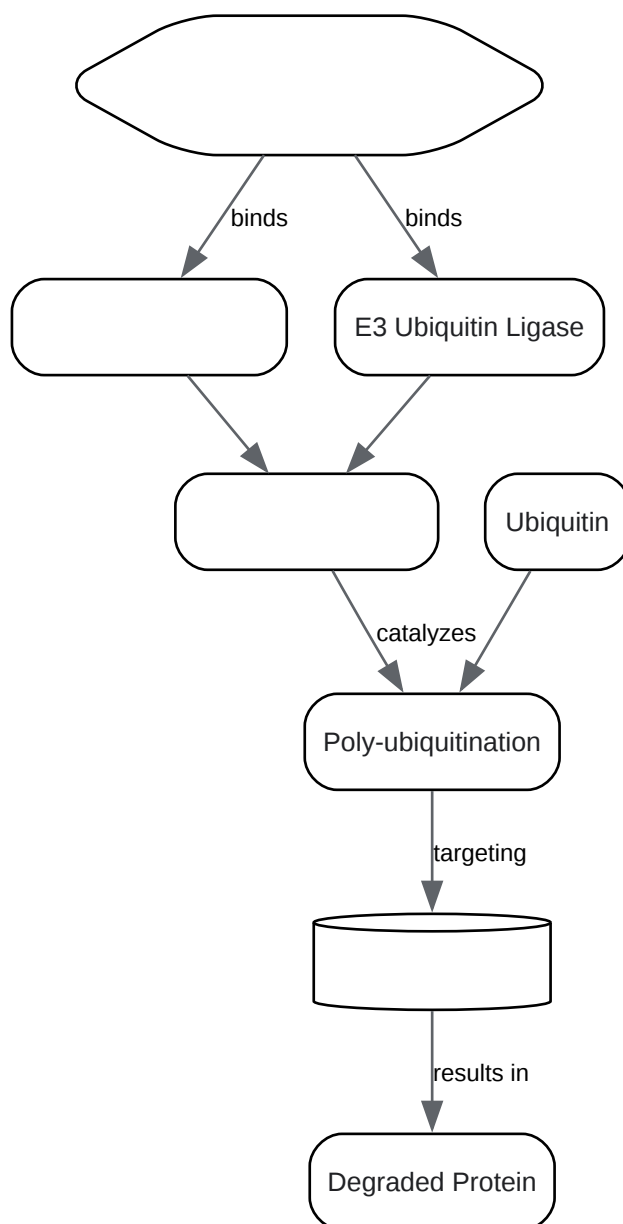 binds
binds
E3 Ubiquitin Ligase
Ubiquitin
catalyzes
Poly-ubiquitination
targeting
results in
Degraded Protein